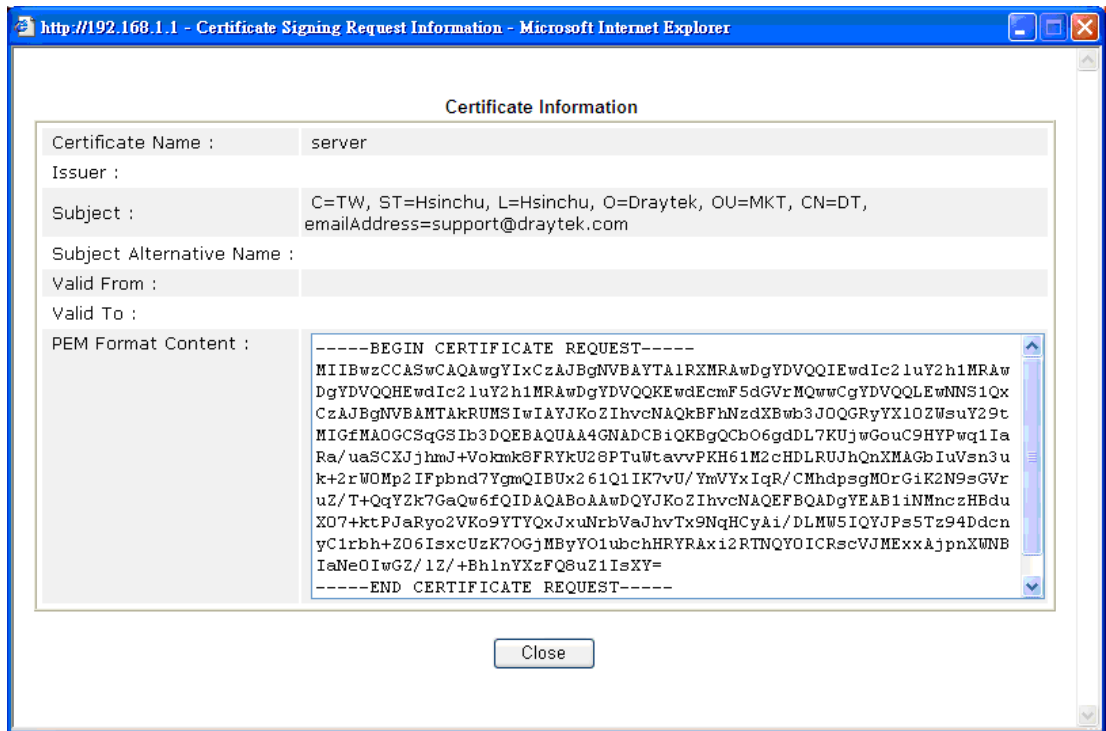 http://192.168.1.1 - Certificate Signing Request Information - Microsoft Internet Explorer
Certificate Information
Certificate Name : server
Issuer :
Subject : C=TW, ST=Hsinchu, L=Hsinchu, O=Draytek, OU=MKT, CN=DT,
emailAddress=support@draytek.com
Subject Alternative Name :
Valid From :
Valid To :
PEM Format Content :
-----BEGIN CERTIFICATE REQUEST-----
MIIBwzCCASwCAQAwgYIxCzAJBgNVBAYTAlRXMRAwDgYDVQQIEwdIc2luY2h1MRAw
DgYDVQQHEwdIc2luY2h1MRAwDgYDVQQKEwdEcmF5dGVrMQwwCgYDVQQLEwNNS1Qx
CzAJBgNVBAMTAkRUMSIwIAYJKoZIhvcNAQkBFhNzdXBwb3J0QGRyYXl0ZWsuY29t
MIGfMA0GCSqGSIb3DQEBAQUAA4GNADCBiQKBgQCbO6gdDL7KUjwGouC9HYPwq1Ia
Ra/uaSCXJjhmJ+Vokmk8FRYkU28PTuWtavvPKH61M2cHDLRUJhQnXMAGbIuVsn3u
k+2rWOMp2IFpbnd7YgmQIBUx261Q1IK7vU/YmVYxIqR/CMhdpsgMOrGiK2N9sGVr
uZ/T+QqYZk7GaQw6fQIDAQABoAAwDQYJKoZIhvcNAQEFBQADgYEAB1iNMnczHBdu
XO7+ktPJaRyo2VKo9YTYQxJxuNrbVaJhvTx9NqHCyAi/DLMW5IQYJPs5Tz94Ddcn
yC1rbh+ZO6IsxcUzK7OGjMByYO1ubchHRYRAxi2RTNQYOICRscVJMExxAjpnXWNB
IaNeOIwGZ/lZ/+Bh1nYXzFQ8uZ1IsXY=
-----END CERTIFICATE REQUEST-----
Close